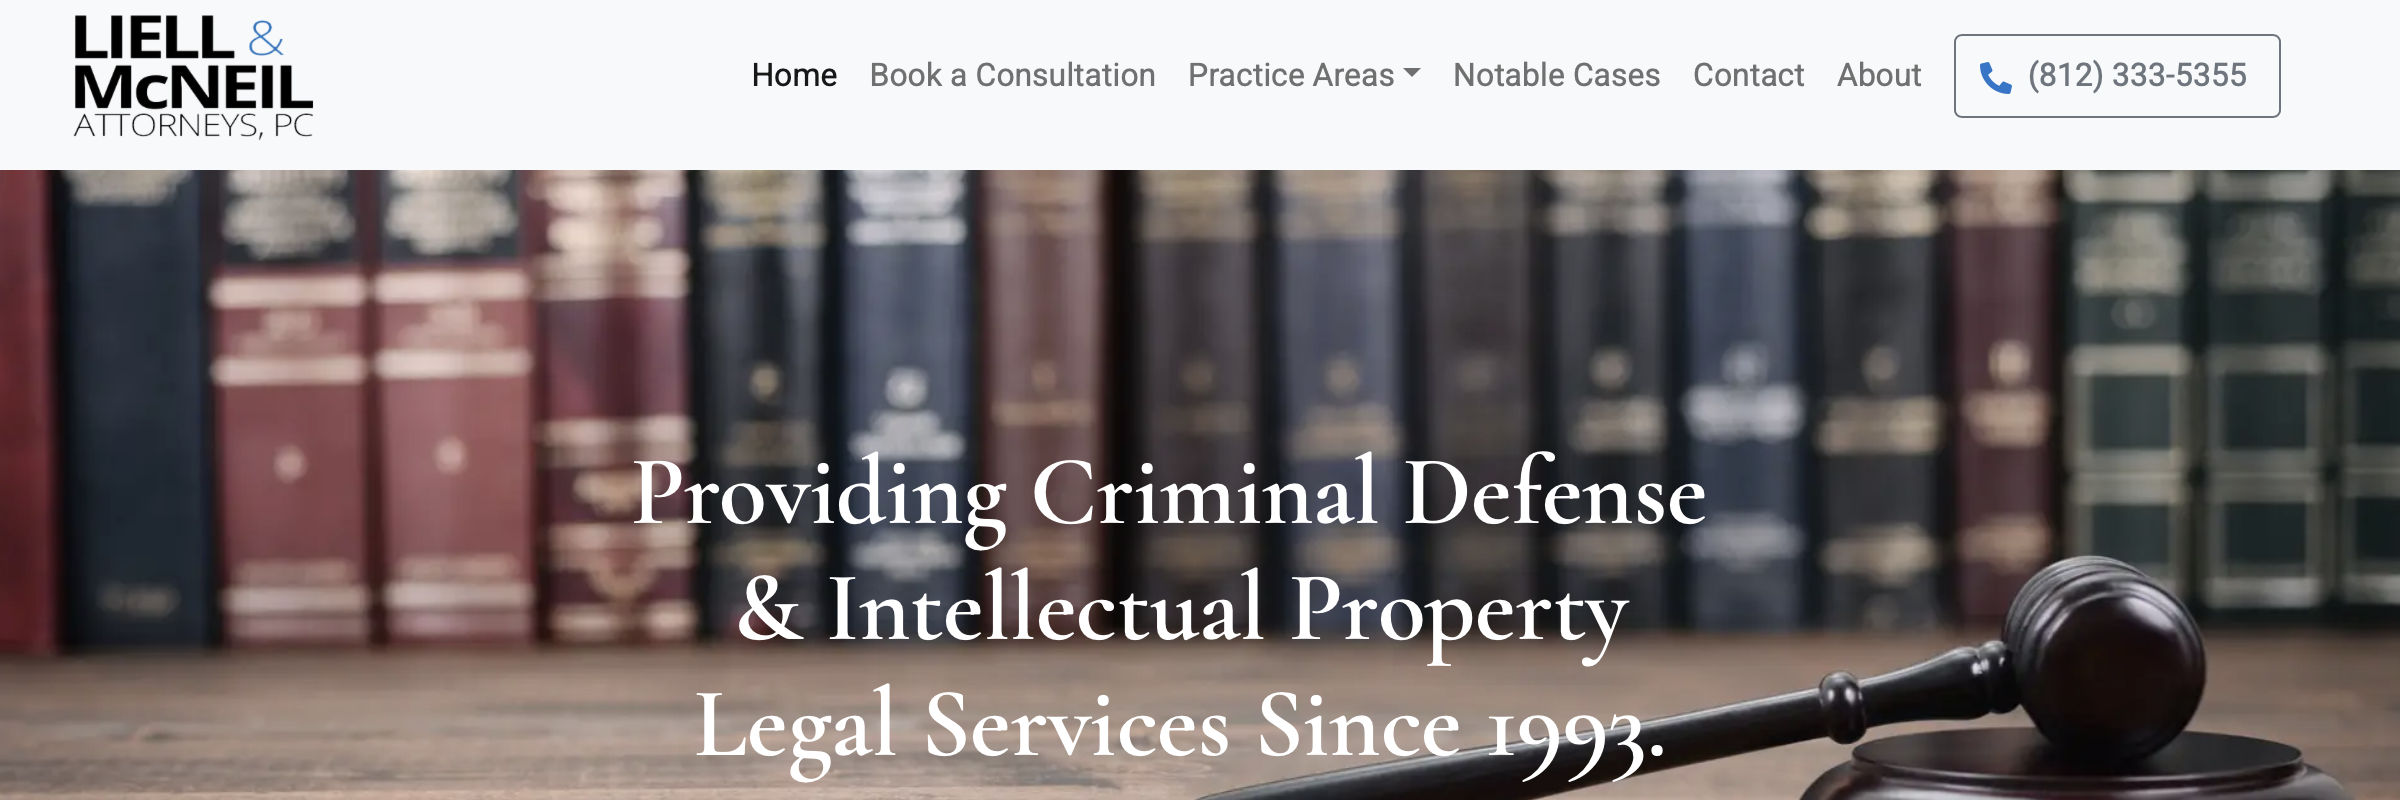 LIELL &
McNEIL
ATTORNEYS, PC
Home Book a Consultation Practice Areas Notable Cases Contact About (812) 333-5355
Providing Criminal Defense
& Intellectual Property
Legal Services Since 1993.